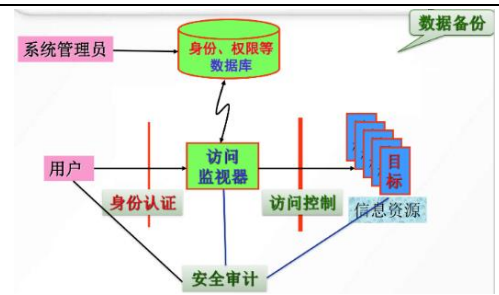 数据备份
系统管理员
身份、权限等
数据库
用户
访问
监视器
身份认证
访问控制
目
标
信息资源
安全审计